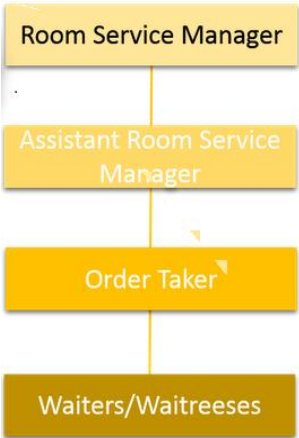 Room Service Manager
Assistant Room Service
Manager
Order Taker
Waiters/Waitreeses